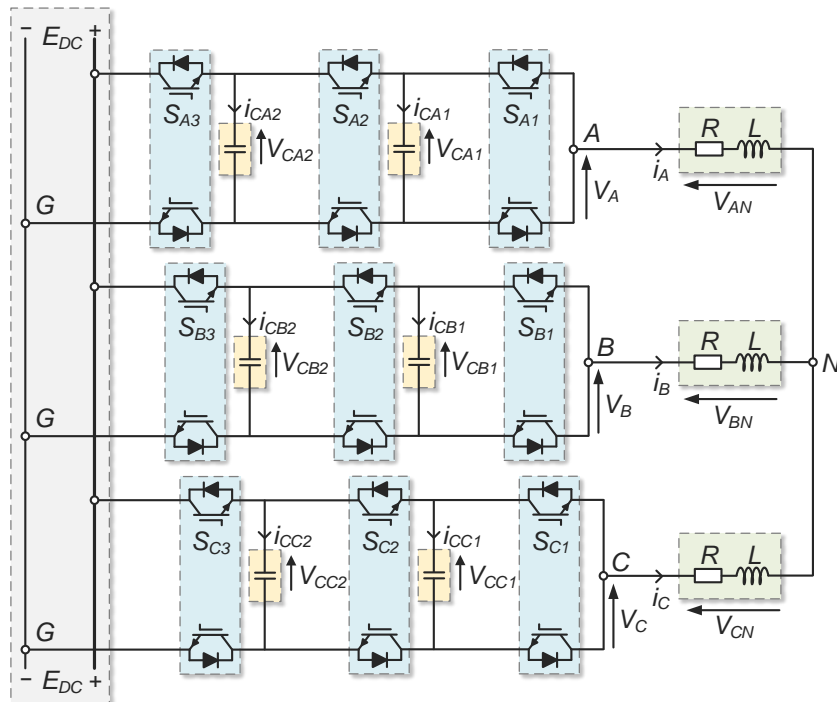 − E_DC +
S_A3 i_CA2 V_CA2 S_A2 i_CA1 V_CA1 S_A1 A R L
i_A
V_A V_AN
G
S_B3 i_CB2 V_CB2 S_B2 i_CB1 V_CB1 S_B1 B R L N
i_B
V_B V_BN
G
S_C3 i_CC2 V_CC2 S_C2 i_CC1 V_CC1 S_C1 C R L
i_C
V_C V_CN
G
− E_DC +